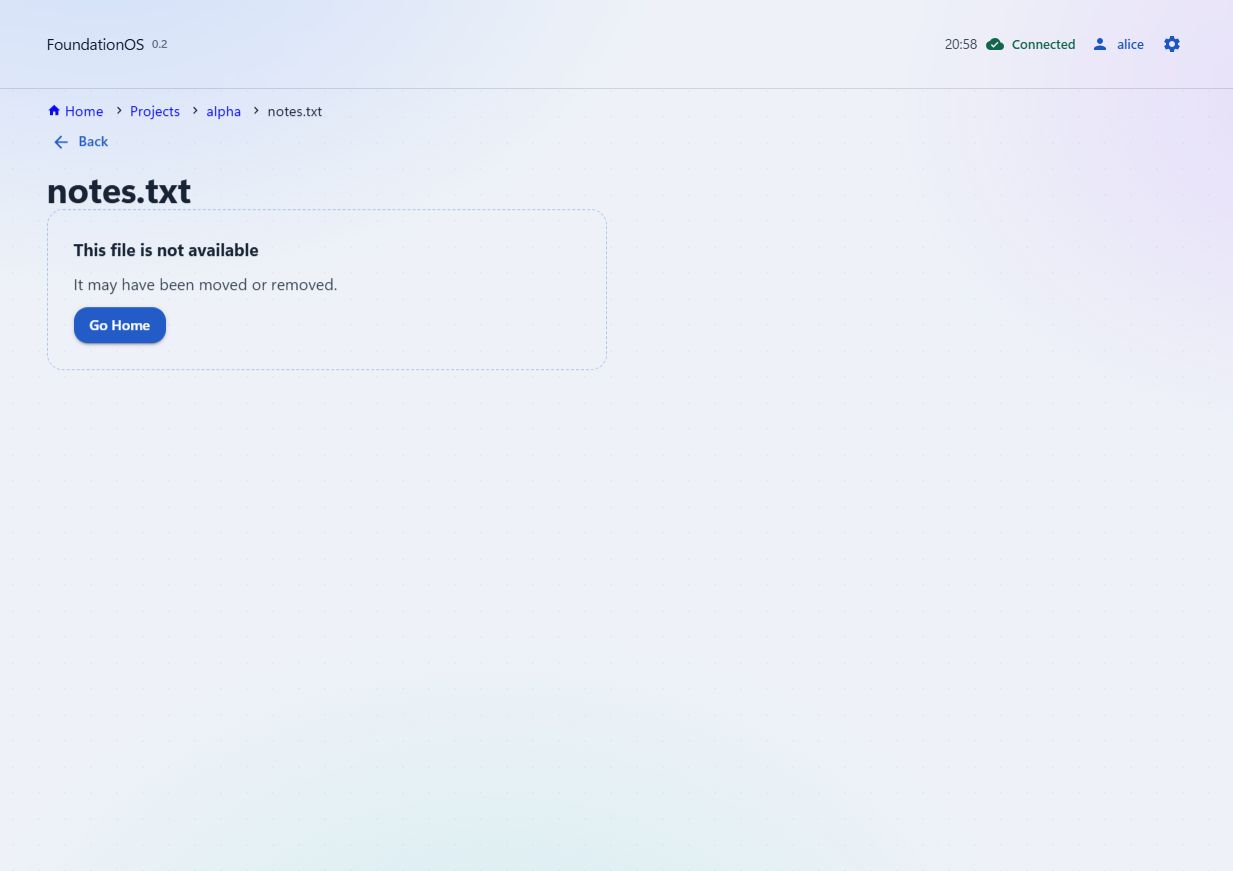 FoundationOS 0.2
20:58 Connected alice
Home > Projects > alpha > notes.txt
Back
notes.txt
This file is not available
It may have been moved or removed.
Go Home